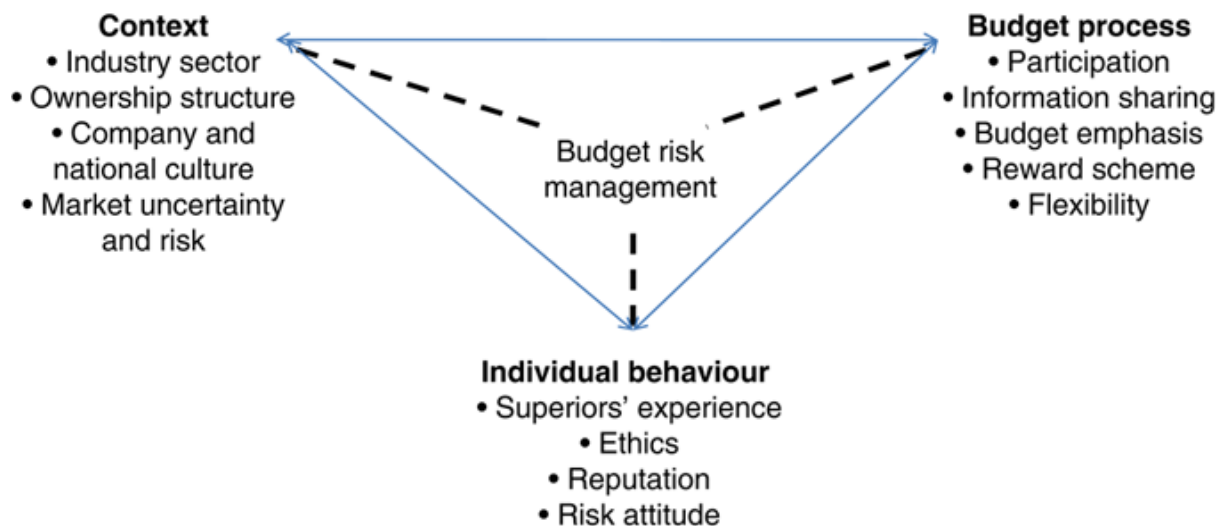 Context
• Industry sector
• Ownership structure
• Company and
national culture
• Market uncertainty
and risk
Budget process
• Participation
• Information sharing
• Budget emphasis
• Reward scheme
• Flexibility
Budget risk
management
Individual behaviour
• Superiors’ experience
• Ethics
• Reputation
• Risk attitude